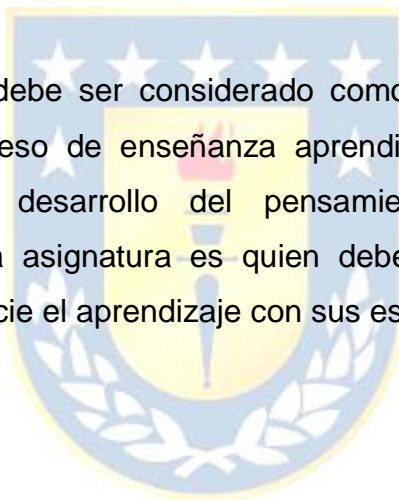 debe ser considerado como
eso de enseñanza aprendi
desarrollo del pensamie
a asignatura es quien debe
cie el aprendizaje con sus es